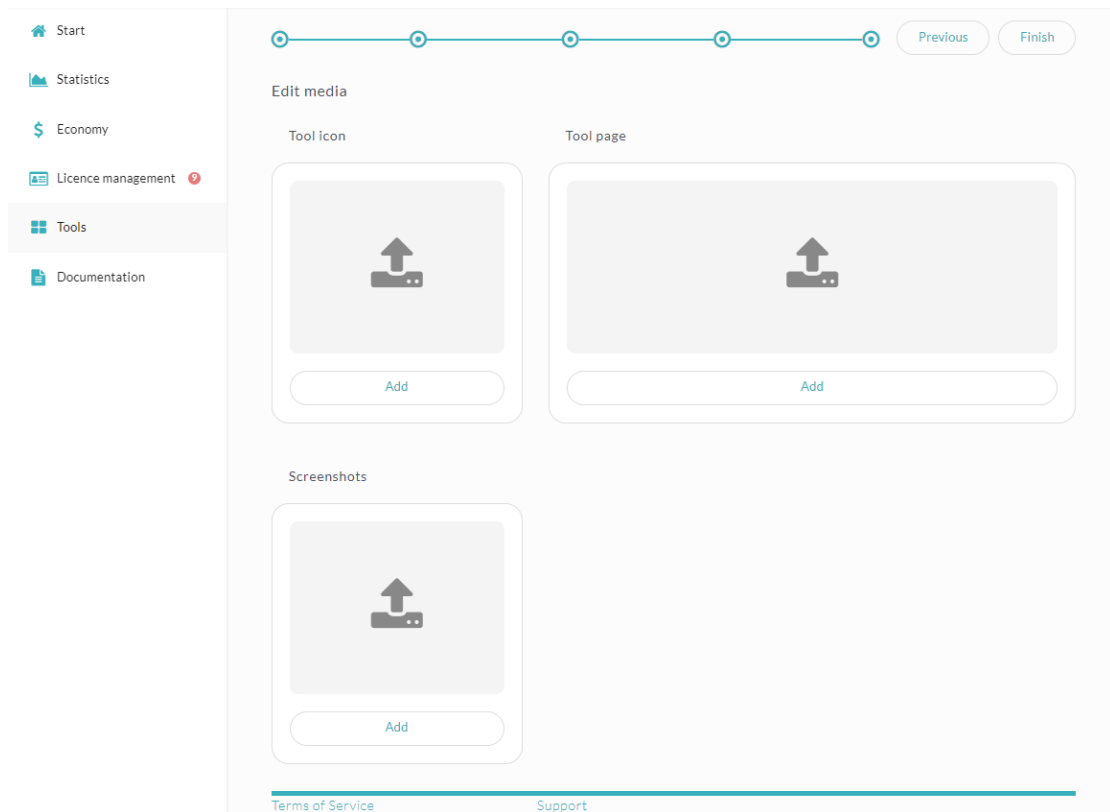 Start
Statistics
Economy
Licence management 9
Tools
Documentation
Previous
Finish
Edit media
Tool icon
Tool page
Add
Add
Screenshots
Add
Terms of Service
Support